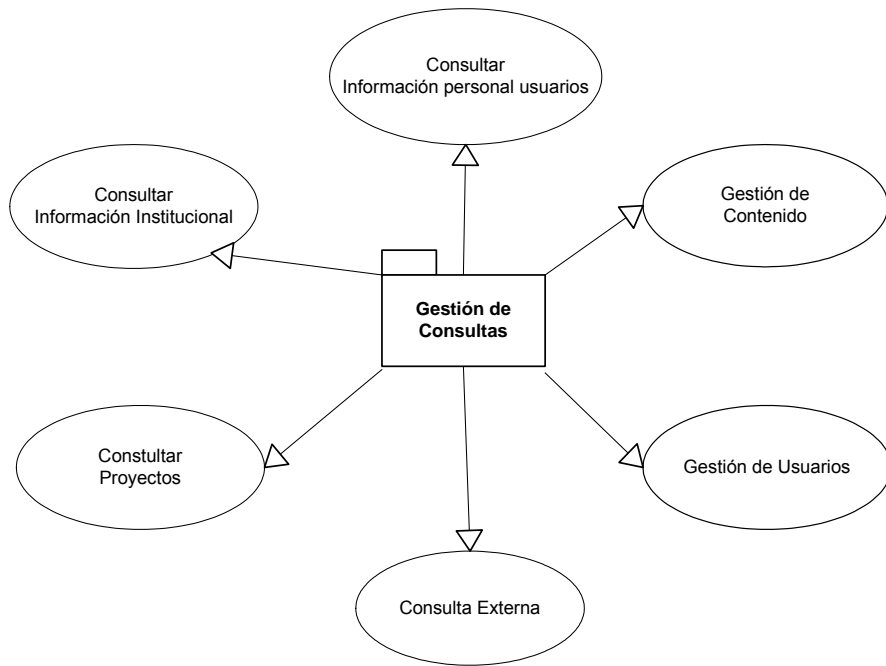 Consultar
Información personal usuarios
Consultar
Información Institucional
Gestión de
Contenido
Gestión de
Consultas
Constultar
Proyectos
Gestión de Usuarios
Consulta Externa